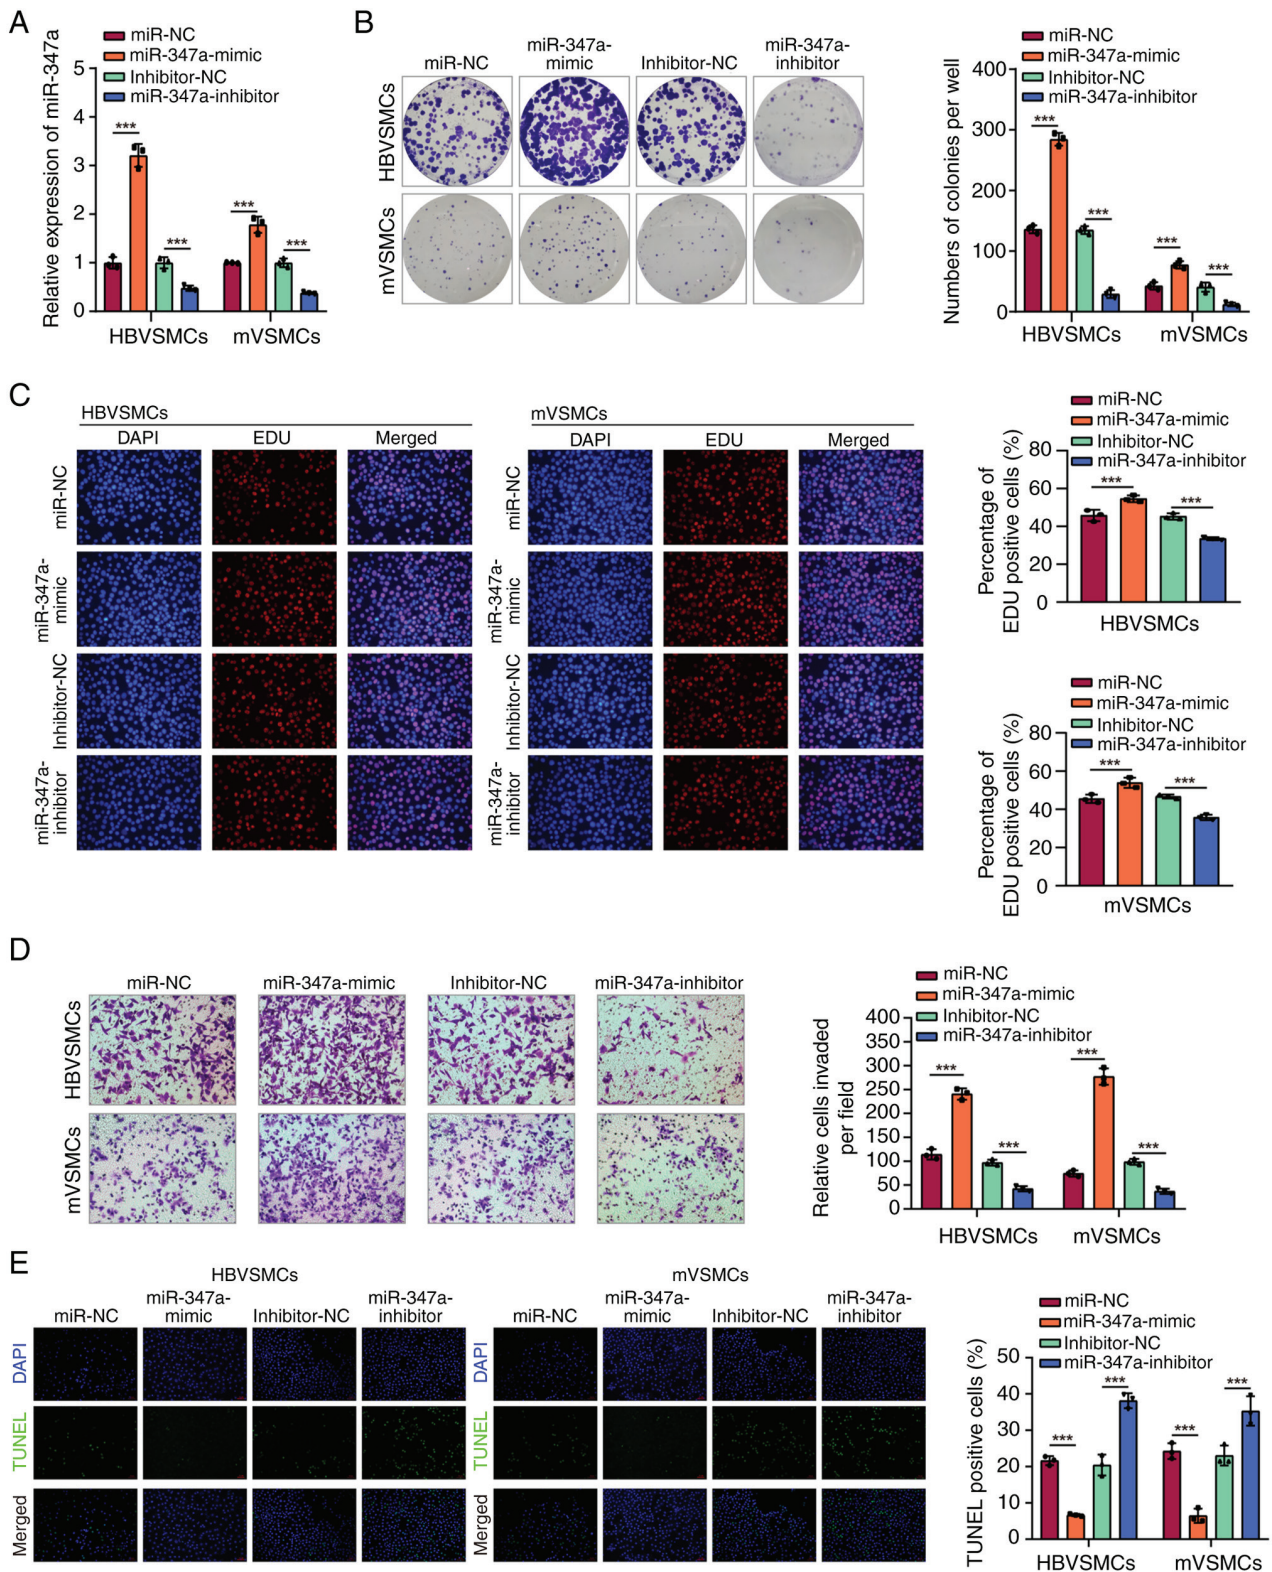 A
miR-NC
miR-347a-mimic
Inhibitor-NC
miR-347a-inhibitor
Relative expression of miR-347a
5
4
3
2
1
0
***
***
***
***
HBVSMCs
mVSMCs
B
miR-NC
miR-347a-
mimic
Inhibitor-NC
miR-347a-
inhibitor
HBVSMCs
mVSMCs
miR-NC
miR-347a-mimic
Inhibitor-NC
miR-347a-inhibitor
Numbers of colonies per well
400
300
200
100
0
***
***
***
***
HBVSMCs
mVSMCs
C
HBVSMCs
DAPI
EDU
Merged
miR-NC
miR-347a-
mimic
Inhibitor-NC
miR-347a-
inhibitor
mVSMCs
DAPI
EDU
Merged
miR-NC
miR-347a-
mimic
Inhibitor-NC
miR-347a-
inhibitor
miR-NC
miR-347a-mimic
Inhibitor-NC
miR-347a-inhibitor
Percentage of
EDU positive cells (%)
80
60
40
20
0
***
***
HBVSMCs
miR-NC
miR-347a-mimic
Inhibitor-NC
miR-347a-inhibitor
Percentage of
EDU positive cells (%)
80
60
40
20
0
***
***
mVSMCs
D
miR-NC
miR-347a-mimic
Inhibitor-NC
miR-347a-inhibitor
HBVSMCs
mVSMCs
miR-NC
miR-347a-mimic
Inhibitor-NC
miR-347a-inhibitor
Relative cells invaded
per field
400
350
300
250
200
150
100
50
0
***
***
***
***
HBVSMCs
mVSMCs
E
HBVSMCs
miR-NC
miR-347a-
mimic
Inhibitor-NC
miR-347a-
inhibitor
DAPI
TUNEL
Merged
mVSMCs
miR-NC
miR-347a-
mimic
Inhibitor-NC
miR-347a-
inhibitor
DAPI
TUNEL
Merged
miR-NC
miR-347a-mimic
Inhibitor-NC
miR-347a-inhibitor
TUNEL positive cells (%)
50
40
30
20
10
0
***
***
***
***
HBVSMCs
mVSMCs